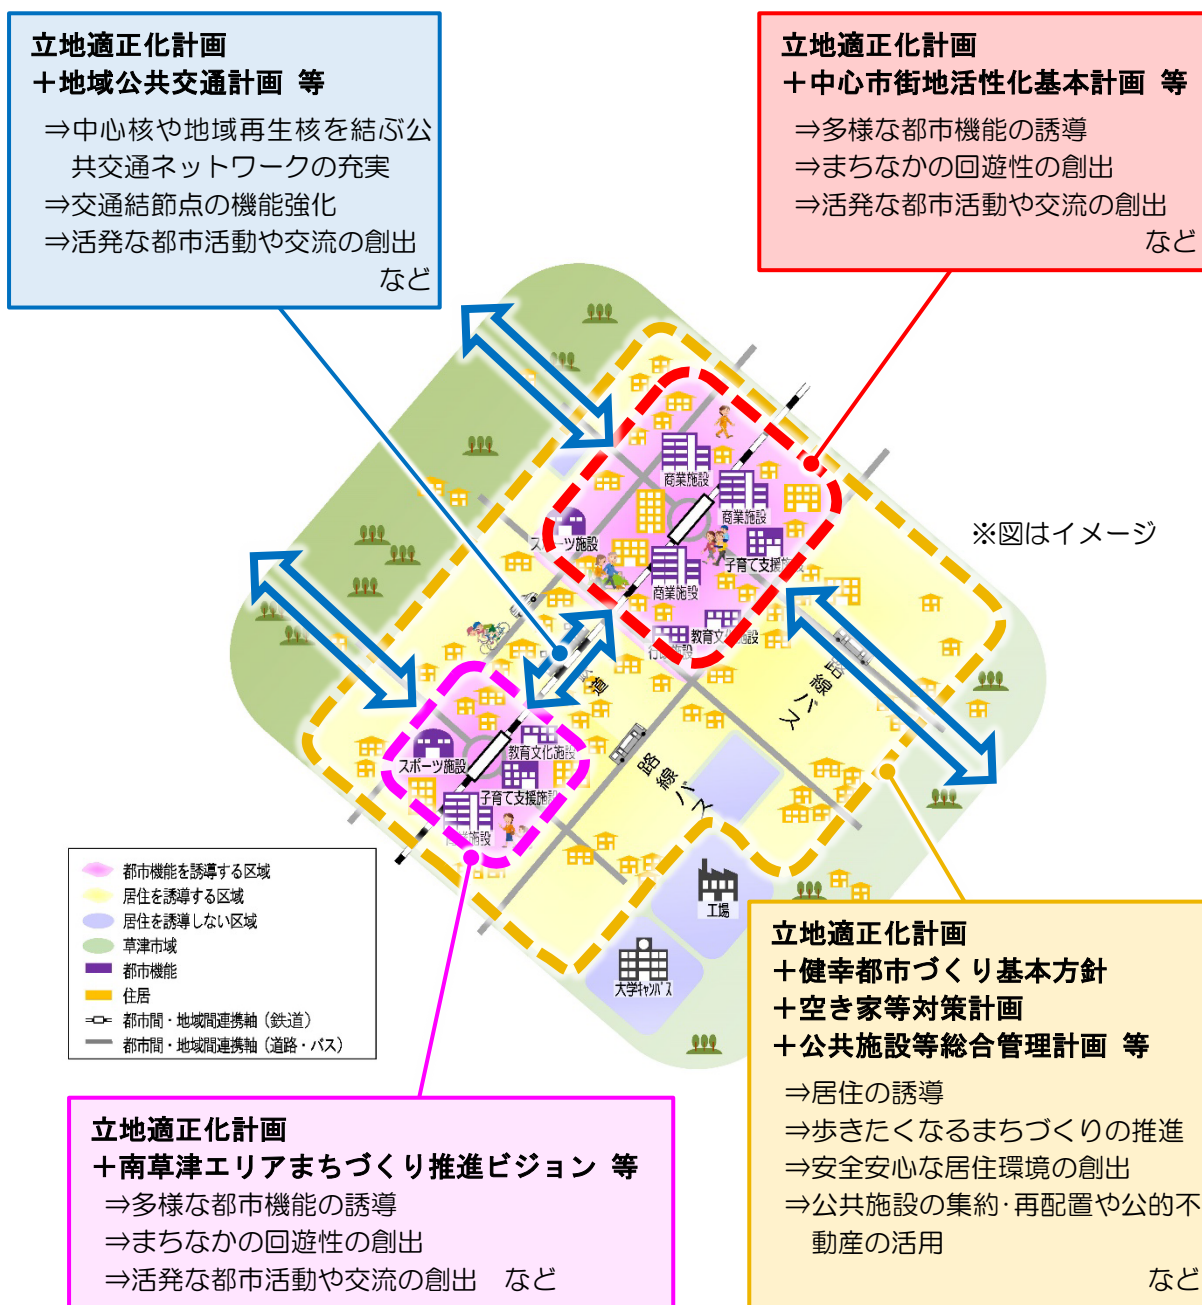 立地適正化計画
＋地域公共交通計画 等
⇒中心核や地域再生核を結ぶ公
共交通ネットワークの充実
⇒交通結節点の機能強化
⇒活発な都市活動や交流の創出
など
立地適正化計画
＋中心市街地活性化基本計画 等
⇒多様な都市機能の誘導
⇒まちなかの回遊性の創出
⇒活発な都市活動や交流の創出
など
※図はイメージ
商業施設
商業施設
スポーツ施設
子育て支援施
商業施設
教育文化施設
行政施設
道
路線バス
路線バス
教育文化施設
スポーツ施設
子育て支援施設
商業施設
工場
大学キャンパス
都市機能を誘導する区域
居住を誘導する区域
居住を誘導しない区域
草津市域
都市機能
住居
都市間・地域間連携軸（鉄道）
都市間・地域間連携軸（道路・バス）
立地適正化計画
＋健幸都市づくり基本方針
＋空き家等対策計画
＋公共施設等総合管理計画 等
⇒居住の誘導
⇒歩きたくなるまちづくりの推進
⇒安全安心な居住環境の創出
⇒公共施設の集約・再配置や公的不
動産の活用
など
立地適正化計画
＋南草津エリアまちづくり推進ビジョン 等
⇒多様な都市機能の誘導
⇒まちなかの回遊性の創出
⇒活発な都市活動や交流の創出 など